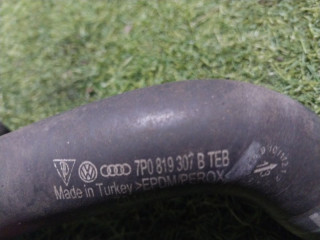 7P0 819 307 B TEB
Made in Turkey >EPDM/PEROX